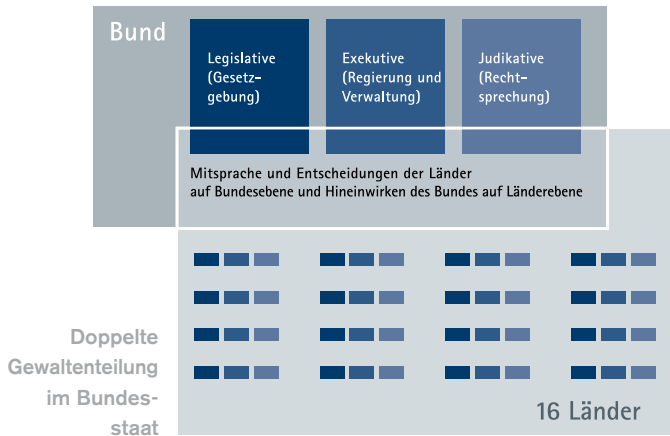 Bund
Legislative
(Gesetz-
gebung)
Exekutive
(Regierung und
Verwaltung)
Judikative
(Recht-
sprechung)
Mitsprache und Entscheidungen der Länder
auf Bundesebene und Hineinwirken des Bundes auf Länderebene
Doppelte
Gewaltenteilung
im Bundes-
staat
16 Länder